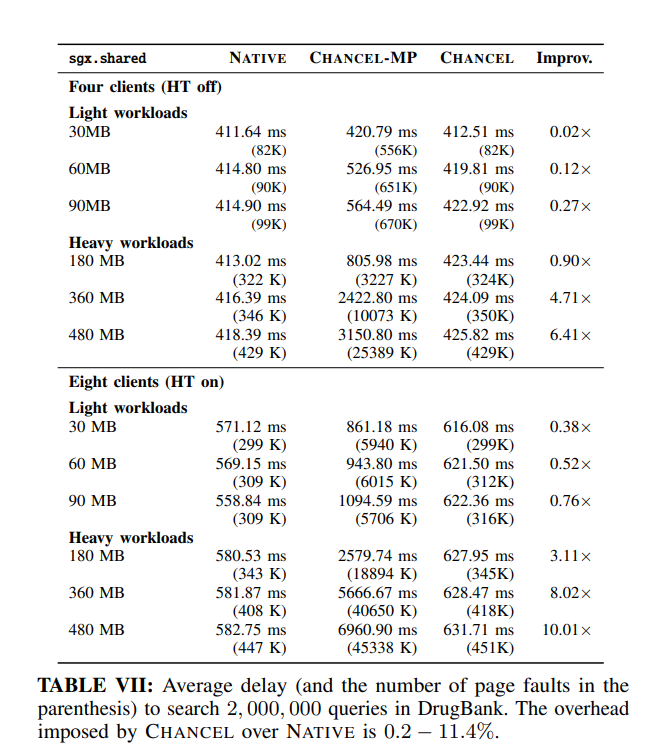 sgx.shared NATIVE CHANCEL-MP CHANCEL Improv.
Four clients (HT off)
Light workloads
30MB 411.64 ms 420.79 ms 412.51 ms 0.02×
(82K) (556K) (82K)
60MB 414.80 ms 526.95 ms 419.81 ms 0.12×
(90K) (651K) (90K)
90MB 414.90 ms 564.49 ms 422.92 ms 0.27×
(99K) (670K) (99K)
Heavy workloads
180 MB 413.02 ms 805.98 ms 423.44 ms 0.90×
(322 K) (3227 K) (324K)
360 MB 416.39 ms 2422.80 ms 424.09 ms 4.71×
(346 K) (10073 K) (350K)
480 MB 418.39 ms 3150.80 ms 425.82 ms 6.41×
(429 K) (25389 K) (429K)
Eight clients (HT on)
Light workloads
30 MB 571.12 ms 861.18 ms 616.08 ms 0.38×
(299 K) (5940 K) (299K)
60 MB 569.15 ms 943.80 ms 621.50 ms 0.52×
(309 K) (6015 K) (312K)
90 MB 558.84 ms 1094.59 ms 622.36 ms 0.76×
(309 K) (5706 K) (316K)
Heavy workloads
180 MB 580.53 ms 2579.74 ms 627.95 ms 3.11×
(343 K) (18894 K) (345K)
360 MB 581.87 ms 5666.67 ms 628.47 ms 8.02×
(408 K) (40650 K) (418K)
480 MB 582.75 ms 6960.90 ms 631.71 ms 10.01×
(447 K) (45338 K) (451K)
TABLE VII: Average delay (and the number of page faults in the
parenthesis) to search 2, 000, 000 queries in DrugBank. The overhead
imposed by CHANCEL over NATIVE is 0.2 − 11.4%.